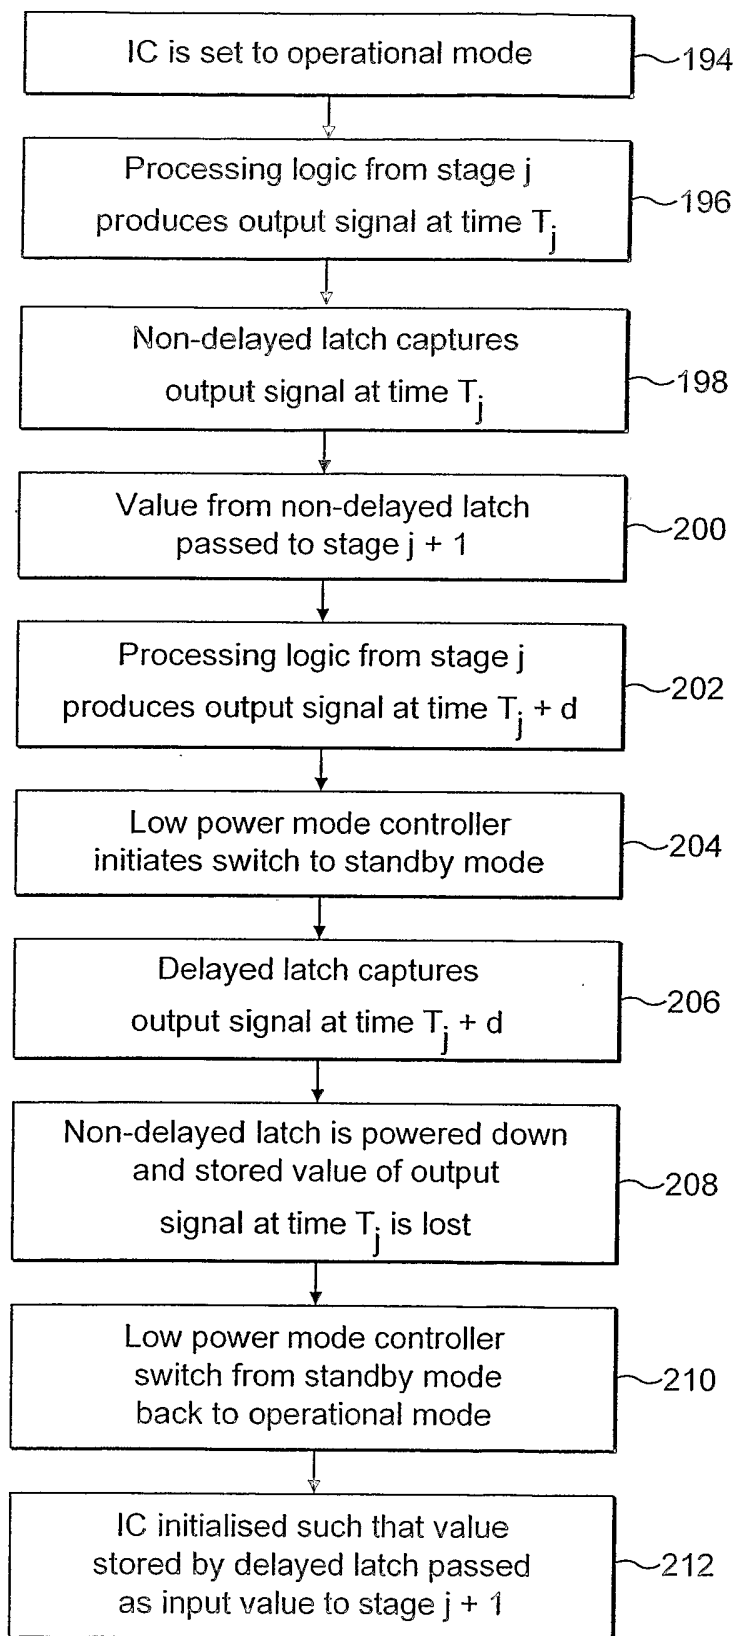 IC is set to operational mode
194
Processing logic from stage j
produces output signal at time Tj
196
Non-delayed latch captures
output signal at time Tj
198
Value from non-delayed latch
passed to stage j + 1
200
Processing logic from stage j
produces output signal at time Tj + d
202
Low power mode controller
initiates switch to standby mode
204
Delayed latch captures
output signal at time Tj + d
206
Non-delayed latch is powered down
and stored value of output
signal at time Tj is lost
208
Low power mode controller
switch from standby mode
back to operational mode
210
IC initialised such that value
stored by delayed latch passed
as input value to stage j + 1
212